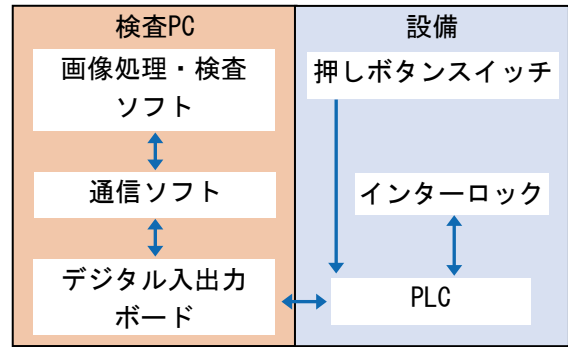 検査PC
画像処理・検査
ソフト
通信ソフト
デジタル入出力
ボード
設備
押しボタンスイッチ
インターロック
PLC